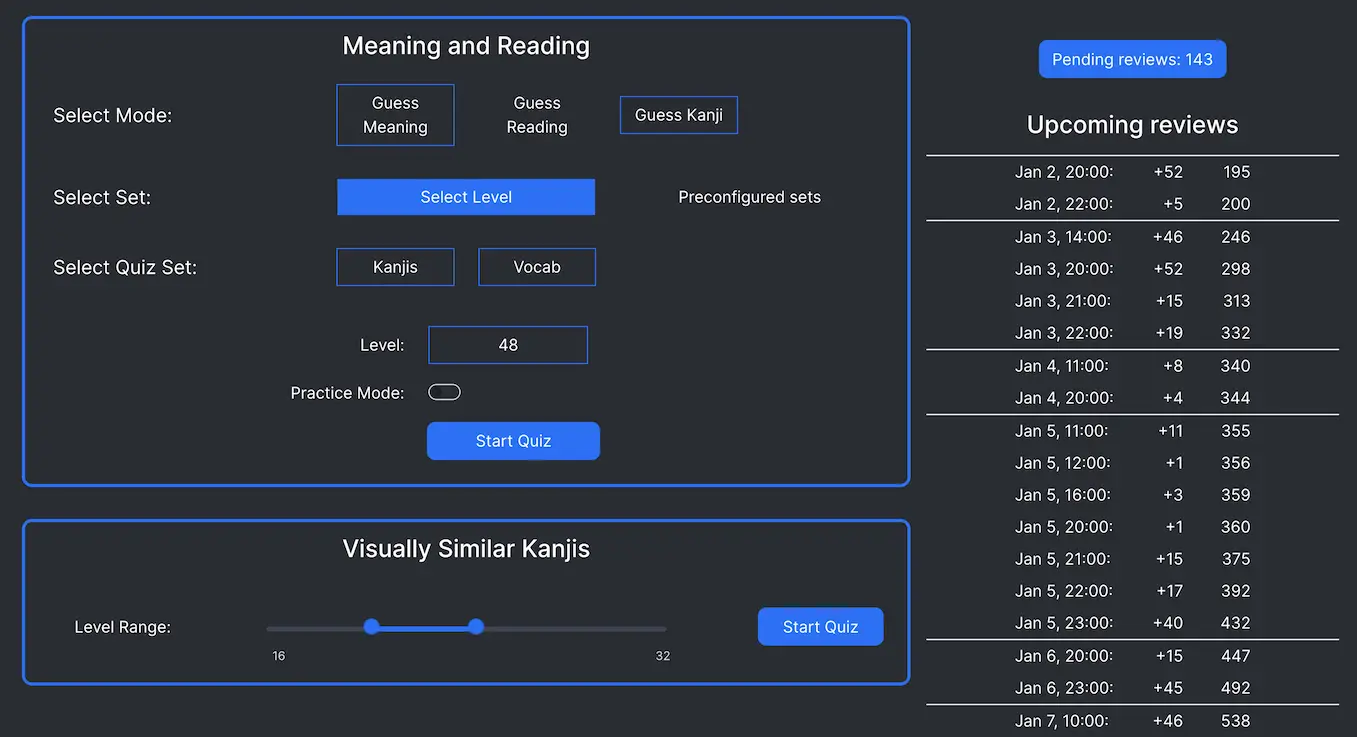 Meaning and Reading
Select Mode:
Guess
Meaning
Guess
Reading
Guess Kanji
Select Set:
Select Level
Preconfigured sets
Select Quiz Set:
Kanjis
Vocab
Level:
48
Practice Mode:
Start Quiz
Visually Similar Kanjis
Level Range:
16
32
Start Quiz
Pending reviews: 143
Upcoming reviews
Jan 2, 20:00: +52 195
Jan 2, 22:00: +5 200
Jan 3, 14:00: +46 246
Jan 3, 20:00: +52 298
Jan 3, 21:00: +15 313
Jan 3, 22:00: +19 332
Jan 4, 11:00: +8 340
Jan 4, 20:00: +4 344
Jan 5, 11:00: +11 355
Jan 5, 12:00: +1 356
Jan 5, 16:00: +3 359
Jan 5, 20:00: +1 360
Jan 5, 21:00: +15 375
Jan 5, 22:00: +17 392
Jan 5, 23:00: +40 432
Jan 6, 20:00: +15 447
Jan 6, 23:00: +45 492
Jan 7, 10:00: +46 538